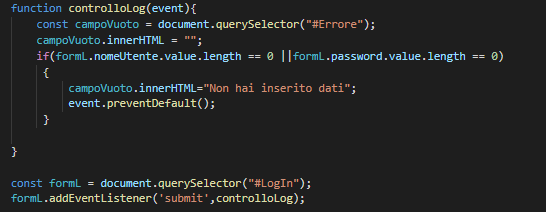 function controlloLog(event){
    const campoVuoto = document.querySelector("#Errore");
    campoVuoto.innerHTML = "";
    if(formL.nomeUtente.value.length == 0 ||formL.password.value.length == 0)
     {
         campoVuoto.innerHTML="Non hai inserito dati";
         event.preventDefault();
     }

}

const formL = document.querySelector("#LogIn");
formL.addEventListener('submit',controlloLog);